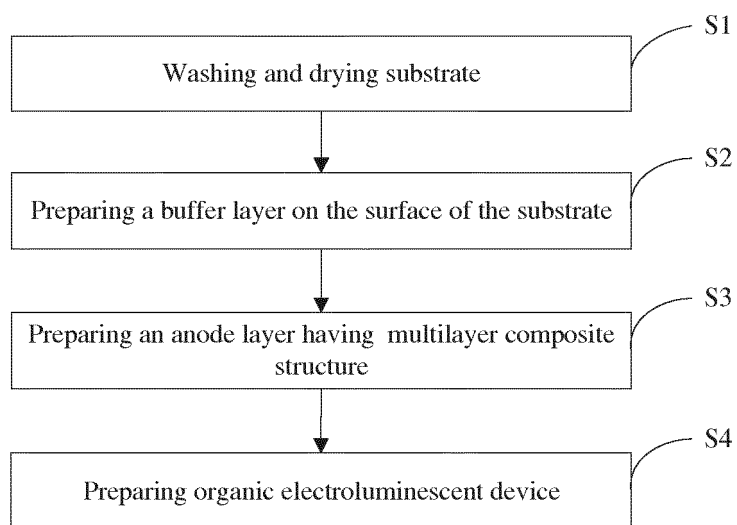 S1
Washing and drying substrate
S2
Preparing a buffer layer on the surface of the substrate
S3
Preparing an anode layer having multilayer composite
structure
S4
Preparing organic electroluminescent device